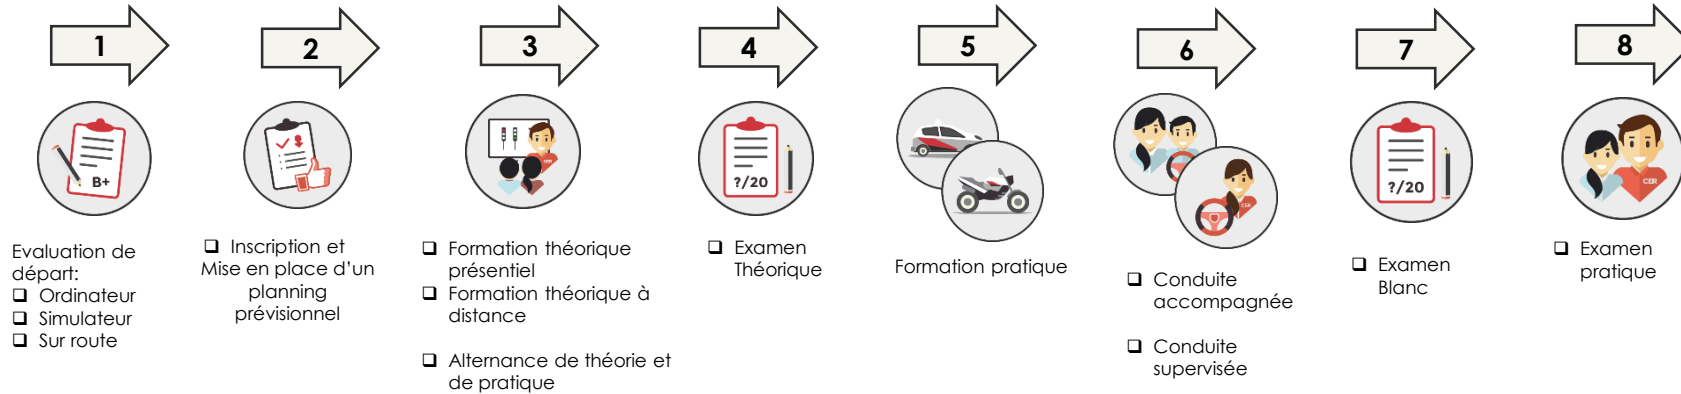 1
2
3
4
5
6
7
8
B+
?/20
?/20
CER
Evaluation de
départ:
❑ Ordinateur
❑ Simulateur
❑ Sur route
❑ Inscription et
Mise en place d’un
planning
prévisionnel
❑ Formation théorique
présentiel
❑ Formation théorique à
distance
❑ Alternance de théorie et
de pratique
❑ Examen
Théorique
Formation pratique
❑ Conduite
accompagnée
❑ Conduite
supervisée
❑ Examen
Blanc
❑ Examen
pratique